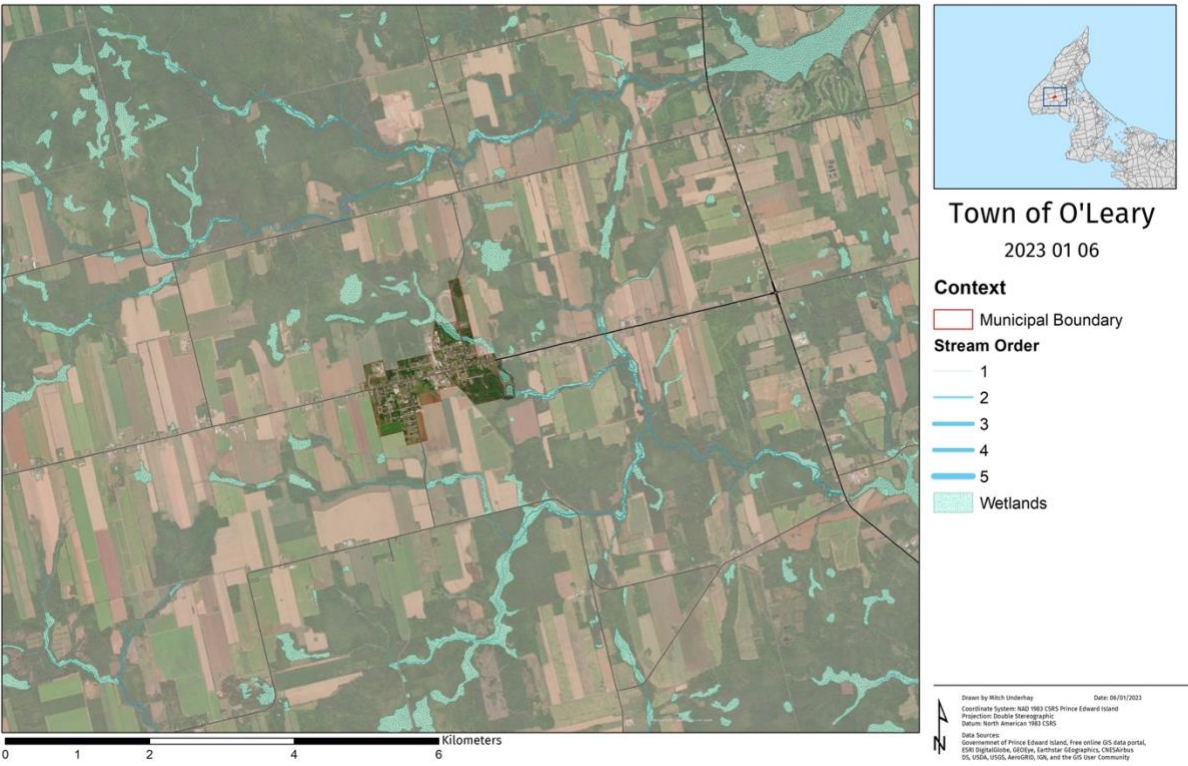 Town of O'Leary
2023 01 06
Context
Municipal Boundary
Stream Order
1
2
3
4
5
Wetlands
Drawn by Mitch Underhay Date: 06/01/2023
Coordinate System: NAD 1983 CSRS Prince Edward Island
Projection: Double Stereographic
Datum: North American 1983 CSRS
N
Data Sources:
Governemnet of Prince Edward Island, Free online GIS data portal,
ESRI DigitalGlobe, GEOEye, Earthstar GEographics, CNESAirbus
DS, USDA, USGS, AeroGRID, IGN, and the GIS User Community
Kilometers
0 1 2 4 6